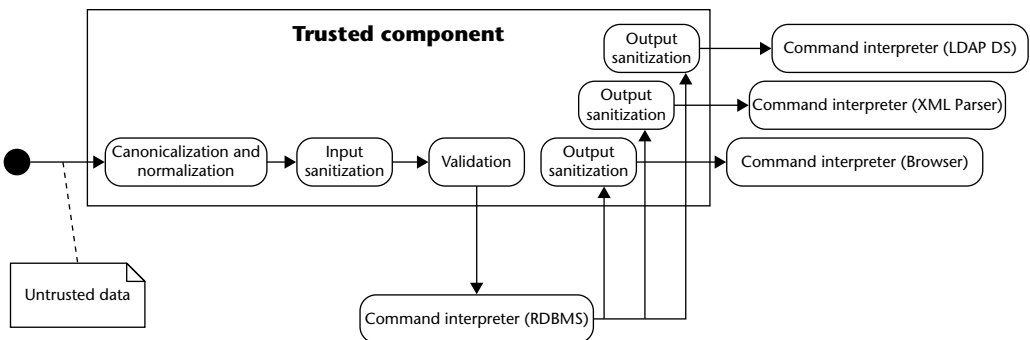 Trusted component
Output
sanitization
Command interpreter (LDAP DS)
Output
sanitization
Command interpreter (XML Parser)
Canonicalization and
normalization
Input
sanitization
Validation
Output
sanitization
Command interpreter (Browser)
Untrusted data
Command interpreter (RDBMS)